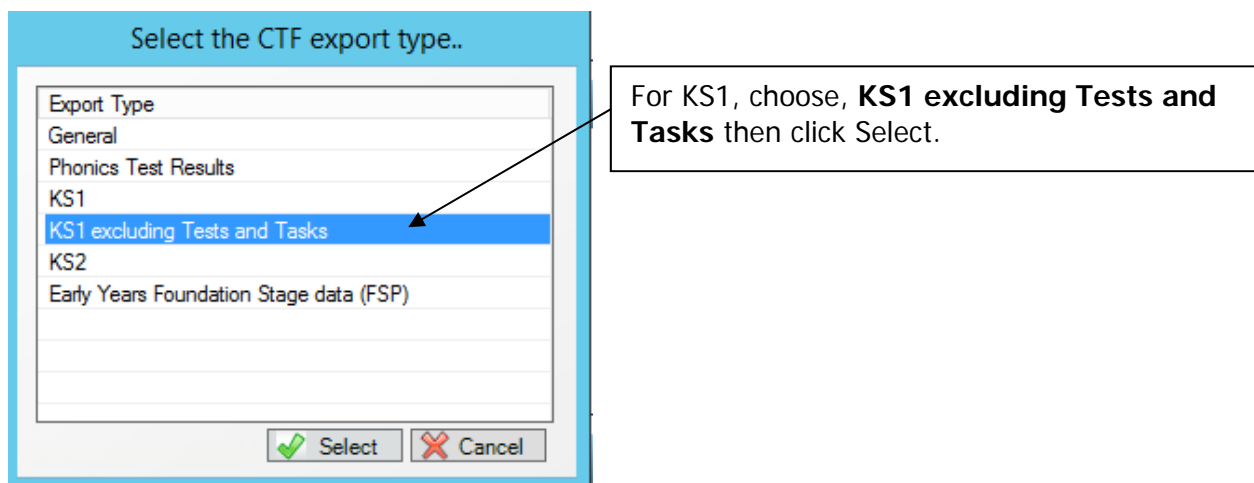 Select the CTF export type..
Export Type
General
Phonics Test Results
KS1
KS1 excluding Tests and Tasks
KS2
Early Years Foundation Stage data (FSP)
Select Cancel
For KS1, choose, KS1 excluding Tests and
Tasks then click Select.